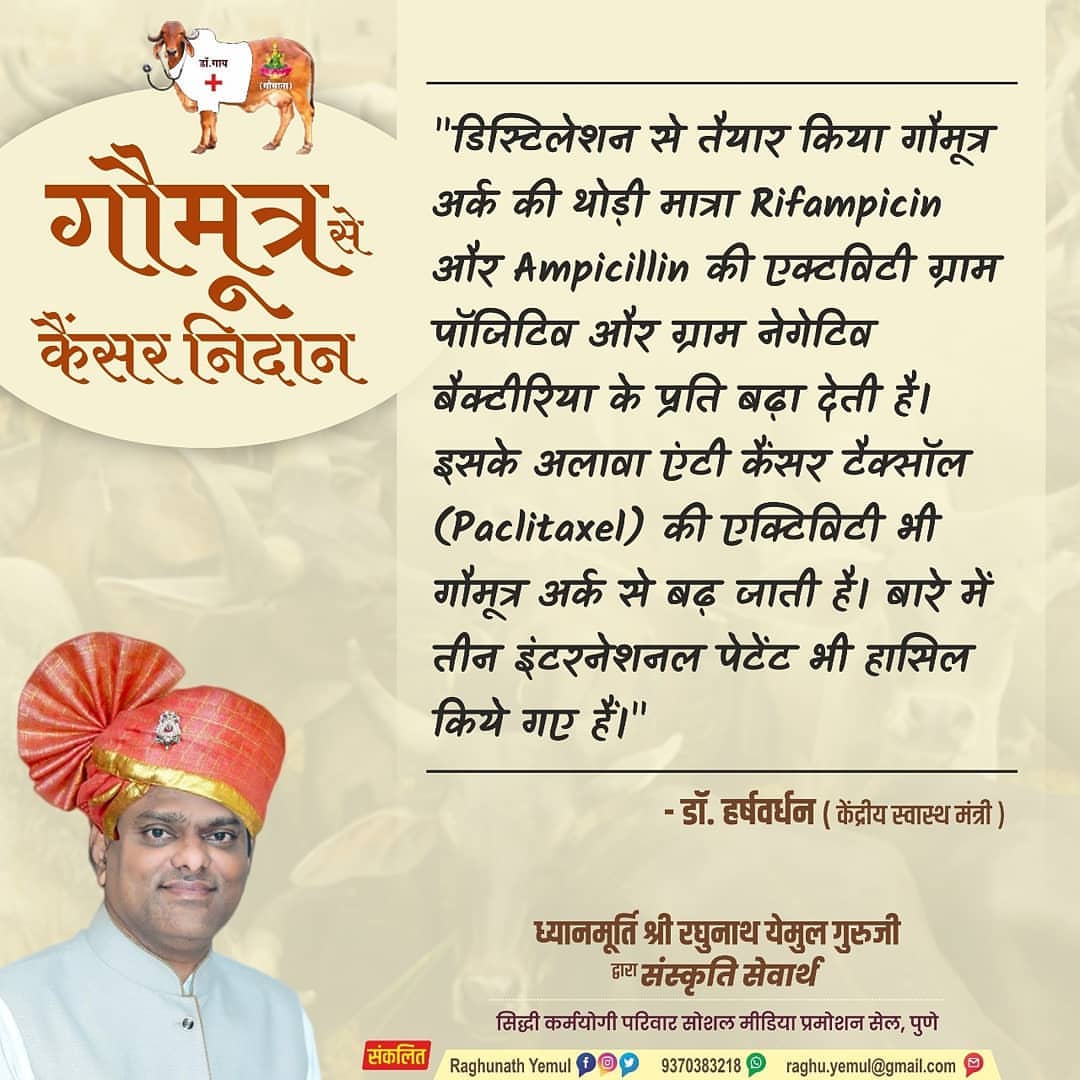 डॉ.गाय
(गोमाता)
गौमूत्र से
कैंसर निदान
"डिस्टिलेशन से तैयार किया गौमूत्र
अर्क की थोड़ी मात्रा Rifampicin
और Ampicillin की एक्टविटी ग्राम
पॉजिटिव और ग्राम नेगेटिव
बैक्टीरिया के प्रति बढ़ा देती है।
इसके अलावा एंटी कैंसर टैक्सॉल
(Paclitaxel) की एक्टिविटी भी
गौमूत्र अर्क से बढ़ जाती है। बारे में
तीन इंटरनेशनल पेटेंट भी हासिल
किये गए हैं।"
- डॉ. हर्षवर्धन ( केंद्रीय स्वास्थ मंत्री )
ध्यानमूर्ति श्री रघुनाथ येमुल गुरुजी
द्वारा संस्कृति सेवार्थ
सिद्धी कर्मयोगी परिवार सोशल मीडिया प्रमोशन सेल, पुणे
संकलित
Raghunath Yemul 9370383218 raghu.yemul@gmail.com